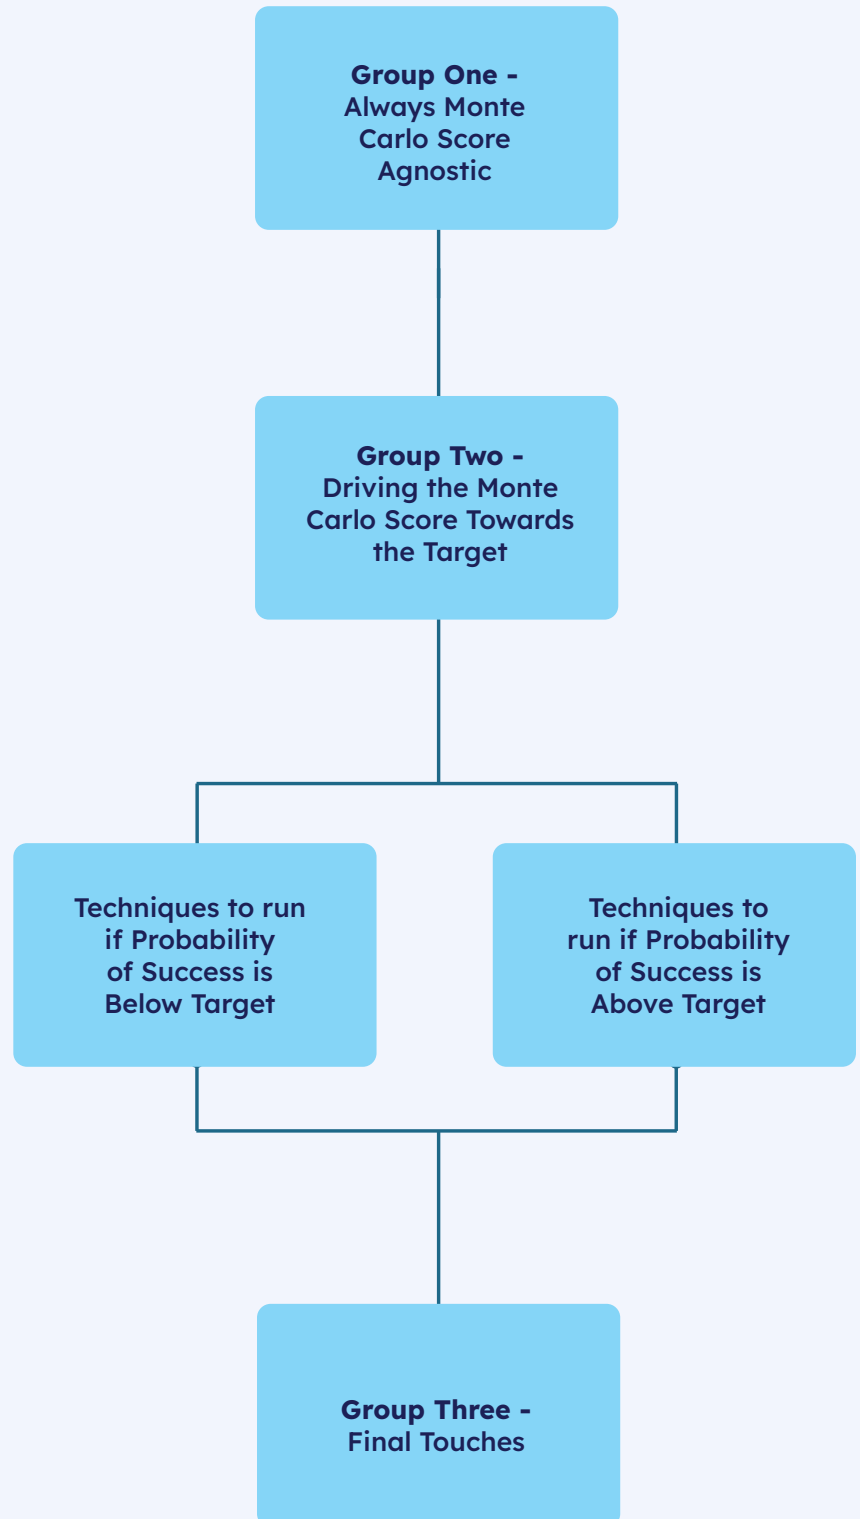 Group One -
Always Monte
Carlo Score
Agnostic
Group Two -
Driving the Monte
Carlo Score Towards
the Target
Techniques to run
if Probability
of Success is
Below Target
Techniques to
run if Probability
of Success is
Above Target
Group Three -
Final Touches